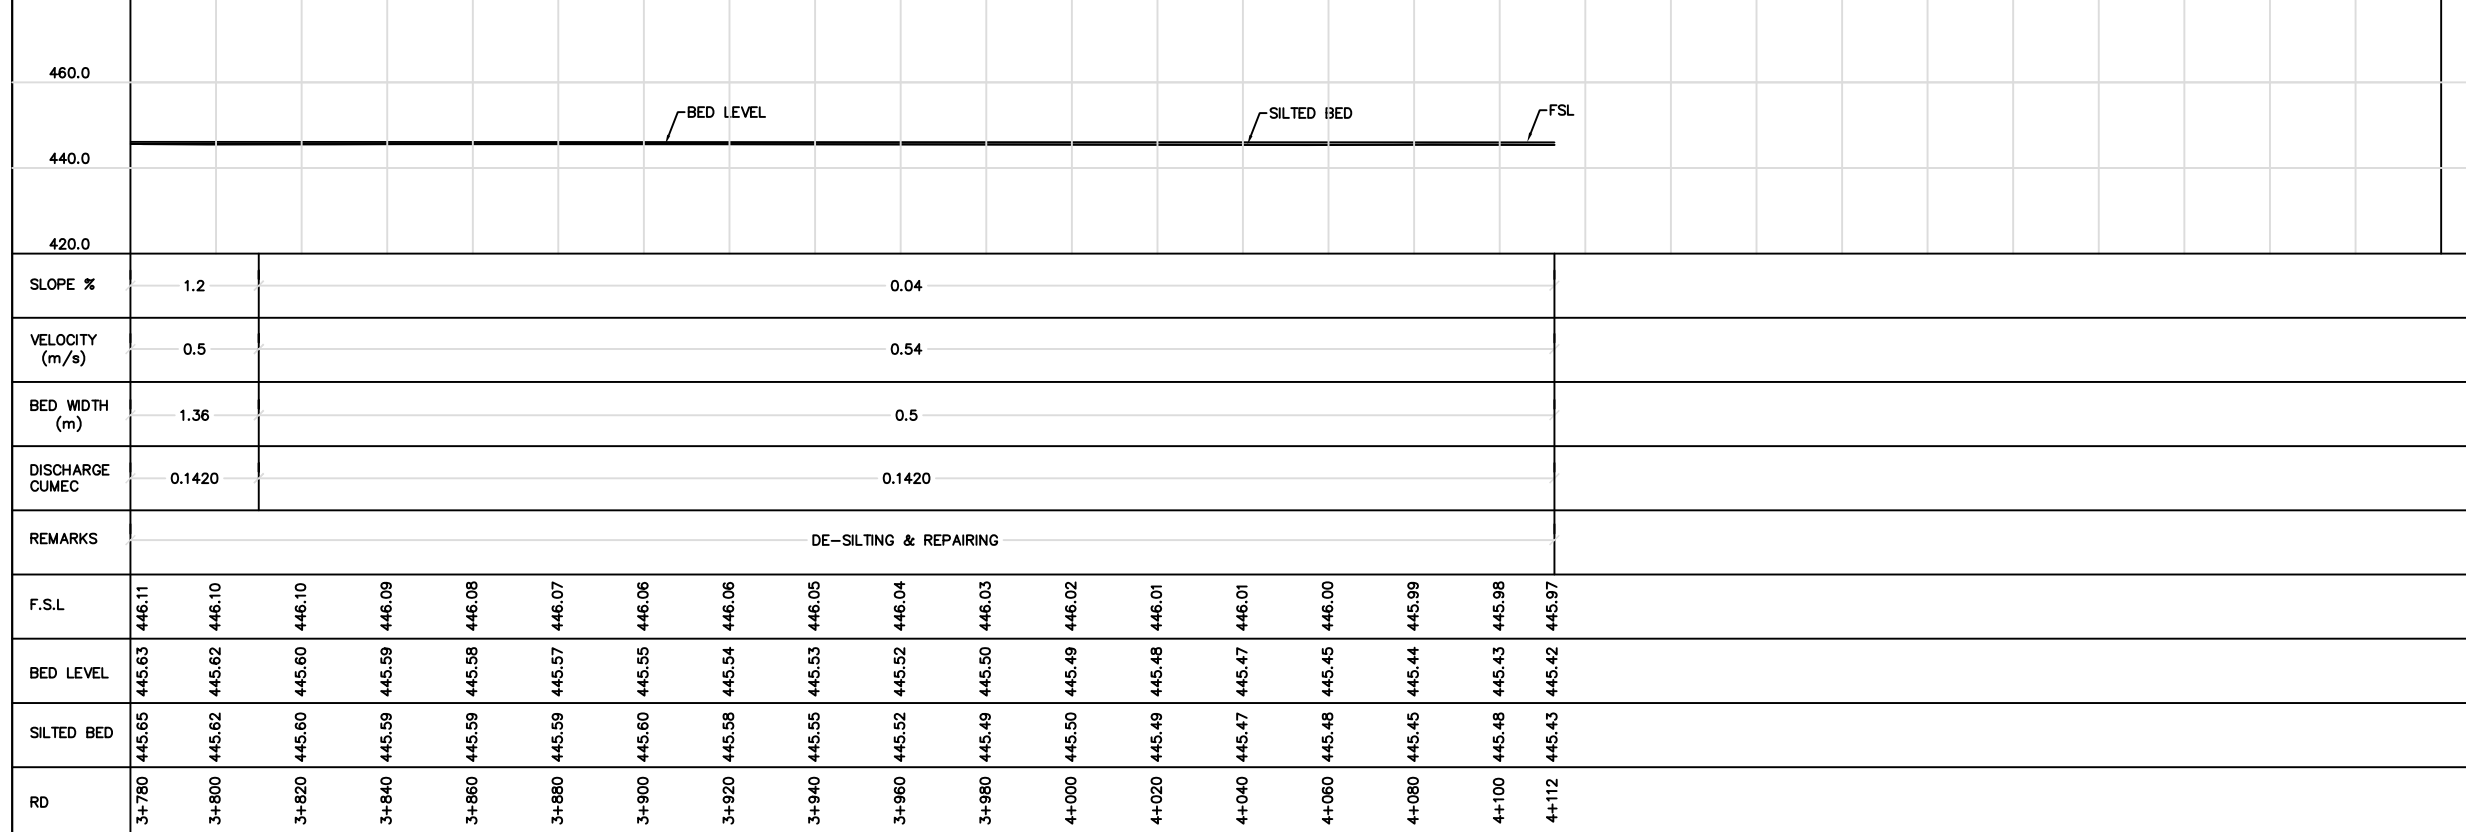 460.0
BED LEVEL
SILTED BED
FSL
440.0
420.0
SLOPE % 1.2 0.04
VELOCITY
(m/s) 0.5 0.54
BED WIDTH
(m) 1.36 0.5
DISCHARGE
CUMEC 0.1420 0.1420
REMARKS DE-SILTING & REPAIRING
F.S.L 446.11 446.10 446.10 446.09 446.08 446.07 446.06 446.06 446.05 446.04 446.03 446.02 446.01 446.01 446.00 445.99 445.98 445.97
BED LEVEL 445.63 445.62 445.60 445.59 445.58 445.57 445.55 445.54 445.53 445.52 445.50 445.49 445.48 445.47 445.45 445.44 445.43 445.42
SILTED BED 445.65 445.62 445.60 445.59 445.59 445.59 445.60 445.58 445.55 445.52 445.49 445.50 445.49 445.47 445.48 445.45 445.48 445.43
RD 3+780 3+800 3+820 3+840 3+860 3+880 3+900 3+920 3+940 3+960 3+980 4+000 4+020 4+040 4+060 4+080 4+100 4+112